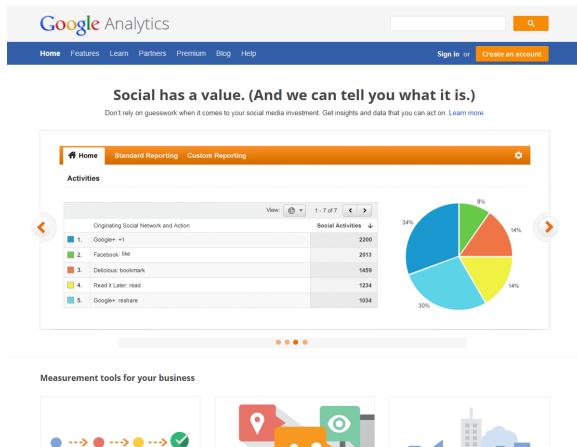 Google Analytics
Home Features Learn Partners Premium Blog Help Sign in or Create an account
Social has a value. (And we can tell you what it is.)
Don't rely on guesswork when it comes to your social media investment. Get insights and data that you can act on. Learn more
Home Standard Reporting Custom Reporting
Activities
View: 1 - 7 of 7
Originating Social Network and Action Social Activities
1. Google+: +1 2200
2. Facebook: like 2013
3. Delicious: bookmark 1459
4. Read it Later: read 1234
5. Google+: reshare 1034
8%
34%
14%
14%
30%
Measurement tools for your business